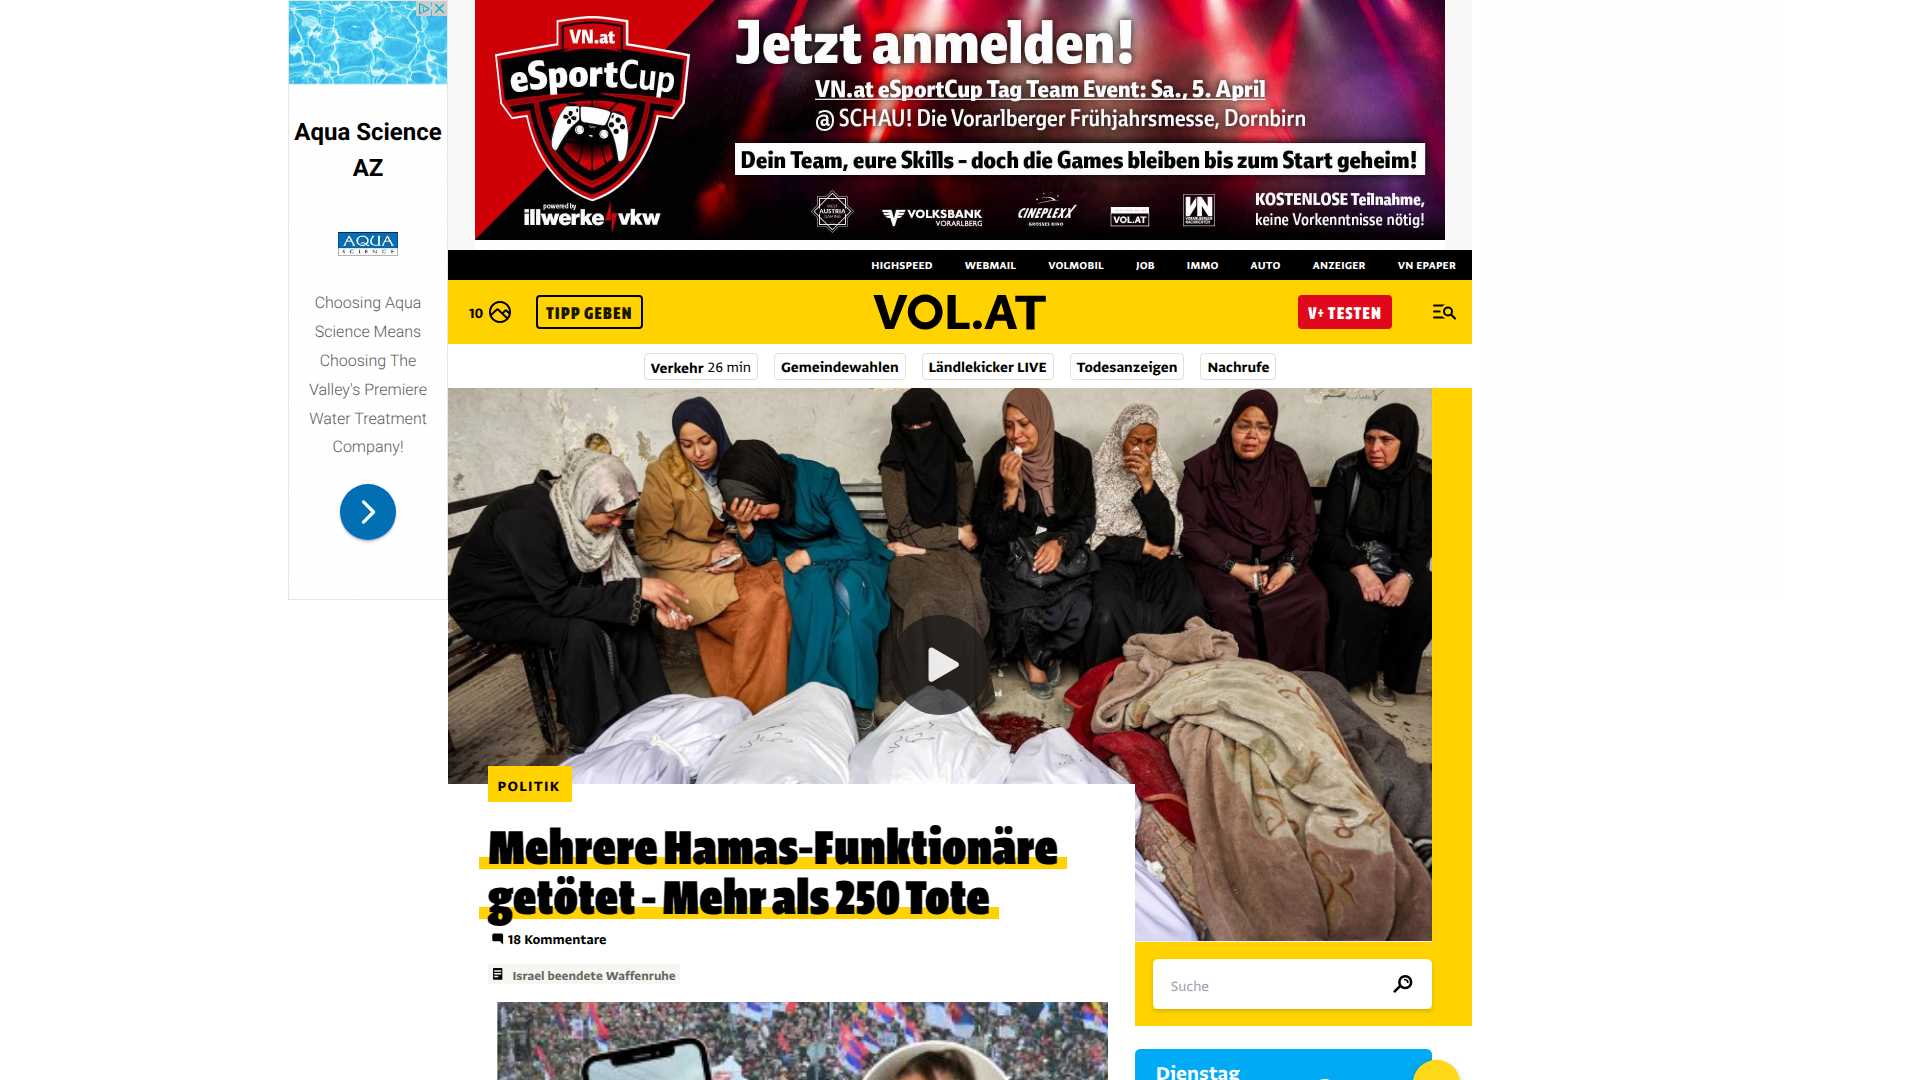 Aqua Science
AZ
AQUA
SCIENCE
Choosing Aqua
Science Means
Choosing The
Valley's Premiere
Water Treatment
Company!
VN.at
eSportCup
powered by
illwerke vkw
Jetzt anmelden!
VN.at eSportCup Tag Team Event: Sa., 5. April
@ SCHAU! Die Vorarlberger Frühjahrsmesse, Dornbirn
Dein Team, eure Skills – doch die Games bleiben bis zum Start geheim!
AUSTRIA
VOLKSBANK
VORARLBERG
CINEPLEXX
GROSSES KINO
VOL.AT
VN
KOSTENLOSE Teilnahme,
keine Vorkenntnisse nötig!
HIGHSPEED WEBMAIL VOLMOBIL JOB IMMO AUTO ANZEIGER VN EPAPER
10 TIPP GEBEN VOL.AT V+ TESTEN
Verkehr 26 min Gemeindewahlen Ländlekicker LIVE Todesanzeigen Nachrufe
POLITIK
Mehrere Hamas-Funktionäre
getötet - Mehr als 250 Tote
18 Kommentare
Israel beendete Waffenruhe
Suche
Dienstag